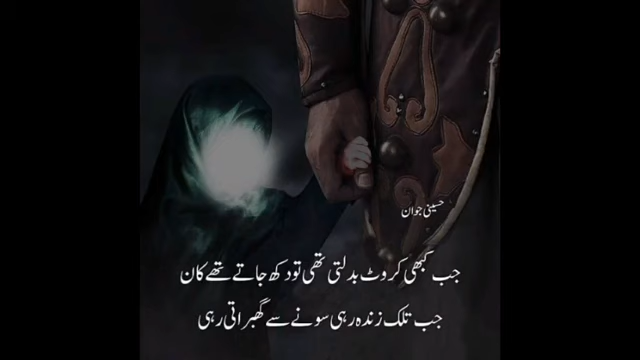 حسینی جوان
جب کبھی کروٹ بدلتی تھی تو دکھ جاتے تھے کان
جب تلک زندہ رہی سونے سے گھبراتی رہی